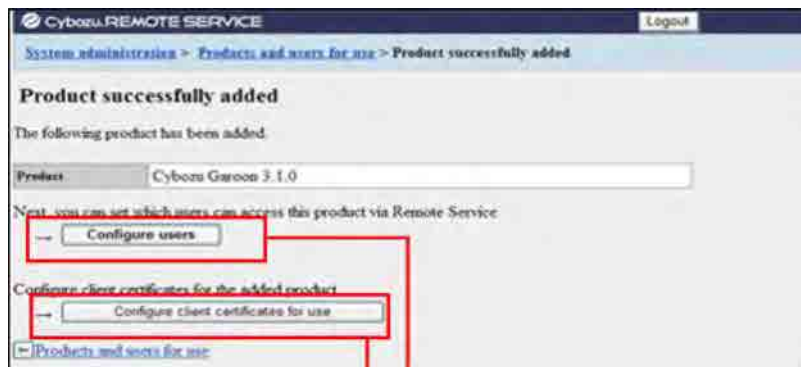 Cybozu.REMOTE SERVICE Logout
System administration > Products and users for use > Product successfully added
Product successfully added
The following product has been added.
Product Cybozu Garoon 3.1.0
Next, you can set which users can access this product via Remote Service
→ Configure users
Configure client certificates for the added product
→ Configure client certificates for use
Products and users for use